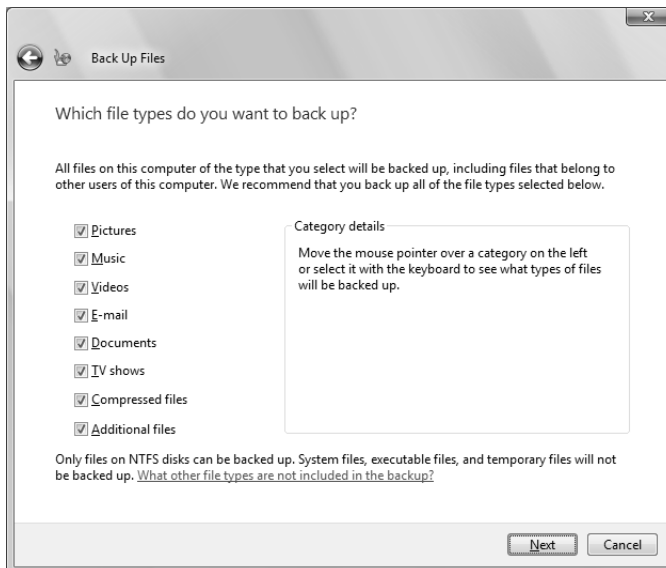 Back Up Files
Which file types do you want to back up?
All files on this computer of the type that you select will be backed up, including files that belong to
other users of this computer. We recommend that you back up all of the file types selected below.
Pictures
Music
Videos
E-mail
Documents
TV shows
Compressed files
Additional files
Category details
Move the mouse pointer over a category on the left
or select it with the keyboard to see what types of files
will be backed up.
Only files on NTFS disks can be backed up. System files, executable files, and temporary files will not
be backed up. What other file types are not included in the backup?
Next
Cancel